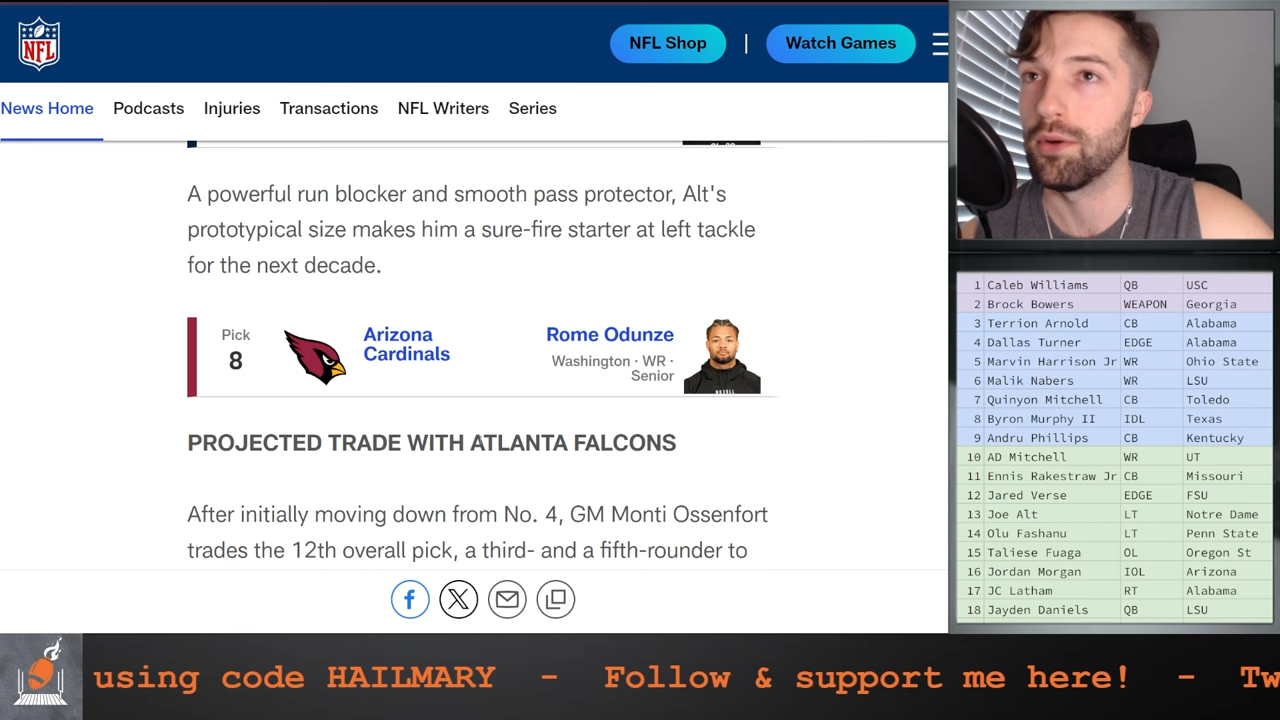 NFL
NFL Shop
Watch Games
News Home
Podcasts
Injuries
Transactions
NFL Writers
Series
A powerful run blocker and smooth pass protector, Alt's
prototypical size makes him a sure-fire starter at left tackle
for the next decade.
Pick
8
Arizona
Cardinals
Rome Odunze
Washington · WR ·
Senior
PROJECTED TRADE WITH ATLANTA FALCONS
After initially moving down from No. 4, GM Monti Ossenfort
trades the 12th overall pick, a third- and a fifth-rounder to
1 Caleb Williams QB USC
2 Brock Bowers WEAPON Georgia
3 Terrion Arnold CB Alabama
4 Dallas Turner EDGE Alabama
5 Marvin Harrison Jr WR Ohio State
6 Malik Nabers WR LSU
7 Quinyon Mitchell CB Toledo
8 Byron Murphy II IDL Texas
9 Andru Phillips CB Kentucky
10 AD Mitchell WR UT
11 Ennis Rakestraw Jr CB Missouri
12 Jared Verse EDGE FSU
13 Joe Alt LT Notre Dame
14 Olu Fashanu LT Penn State
15 Taliese Fuaga OL Oregon St
16 Jordan Morgan IOL Arizona
17 JC Latham RT Alabama
18 Jayden Daniels QB LSU
using code HAILMARY - Follow & support me here! - Tw